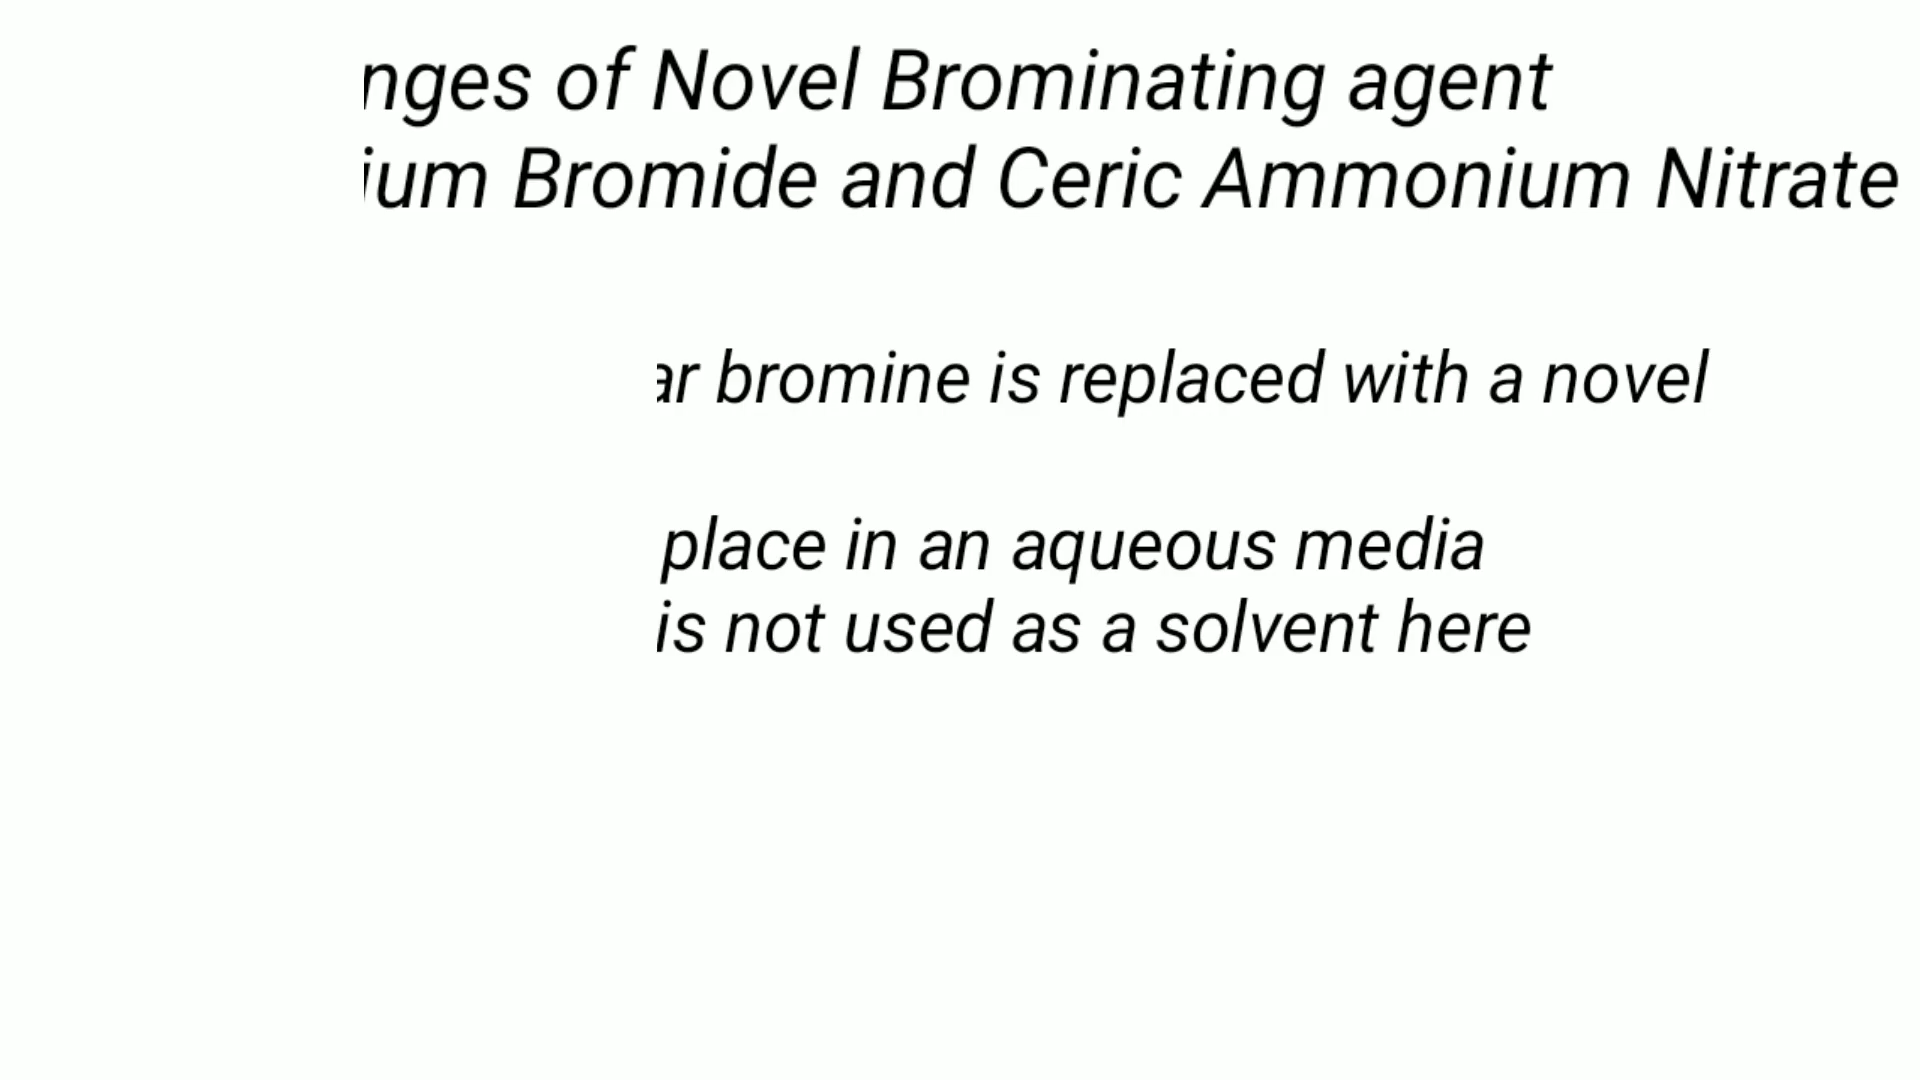 nges of Novel Brominating agent
ium Bromide and Ceric Ammonium Nitrate
ar bromine is replaced with a novel
place in an aqueous media
is not used as a solvent here